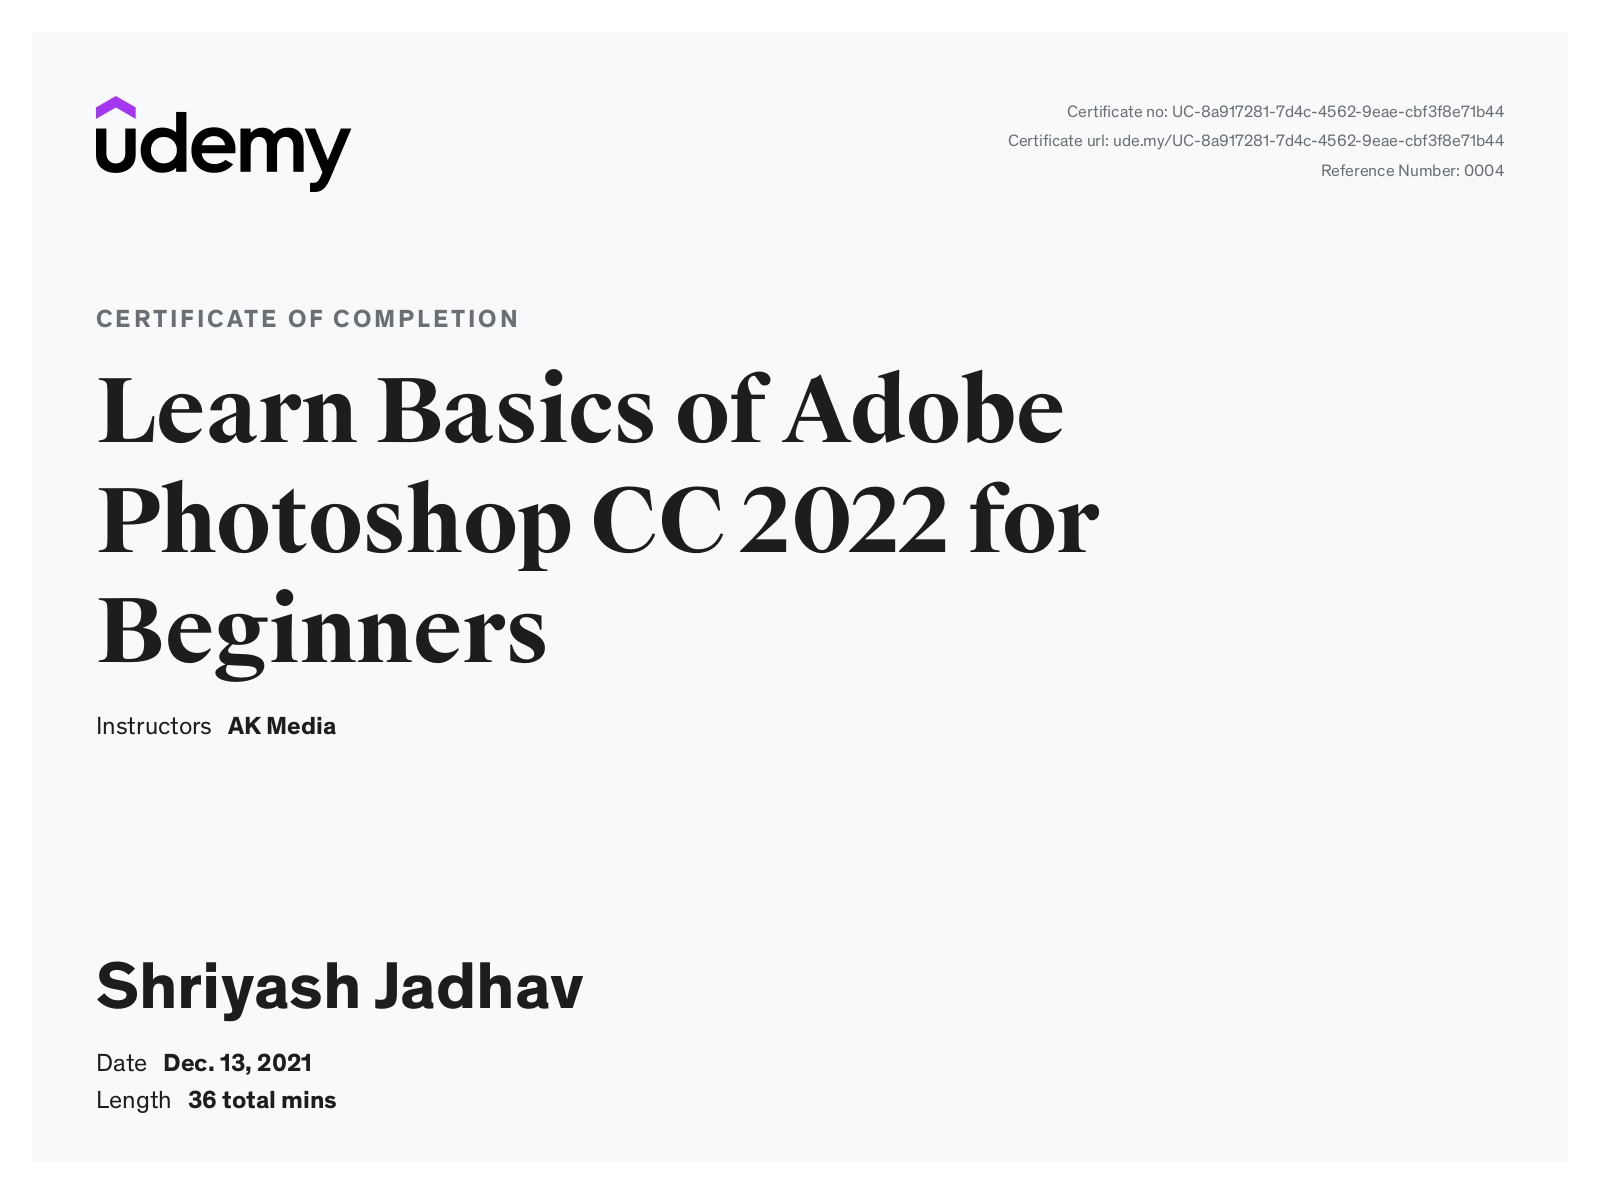 udemy
Certificate no: UC-8a917281-7d4c-4562-9eae-cbf3f8e71b44
Certificate url: ude.my/UC-8a917281-7d4c-4562-9eae-cbf3f8e71b44
Reference Number: 0004
CERTIFICATE OF COMPLETION
Learn Basics of Adobe
Photoshop CC 2022 for
Beginners
Instructors AK Media
Shriyash Jadhav
Date Dec. 13, 2021
Length 36 total mins